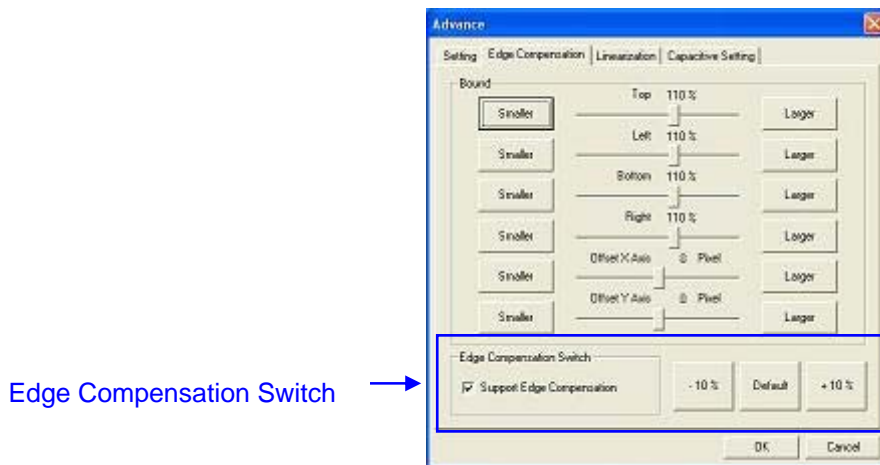 Advance
Setting Edge Compensation Linearization Capacitive Setting
Bound
Top 110 %
Smaller Larger
Left 110 %
Smaller Larger
Bottom 110 %
Smaller Larger
Right 110 %
Smaller Larger
Offset X Axis 0 Pixel
Smaller Larger
Offset Y Axis 0 Pixel
Smaller Larger
Edge Compensation Switch
Edge Compensation Switch
Support Edge Compensation - 10 % Default + 10 %
OK Cancel